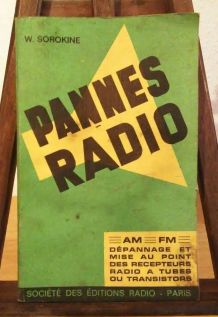 W. SOROKINE
PANNES
RADIO
AM FM
DÉPANNAGE ET
MISE AU POINT
DES RECEPTEURS
RADIO A TUBES
OU TRANSISTORS
SOCIÉTÉ DES ÉDITIONS RADIO - PARIS